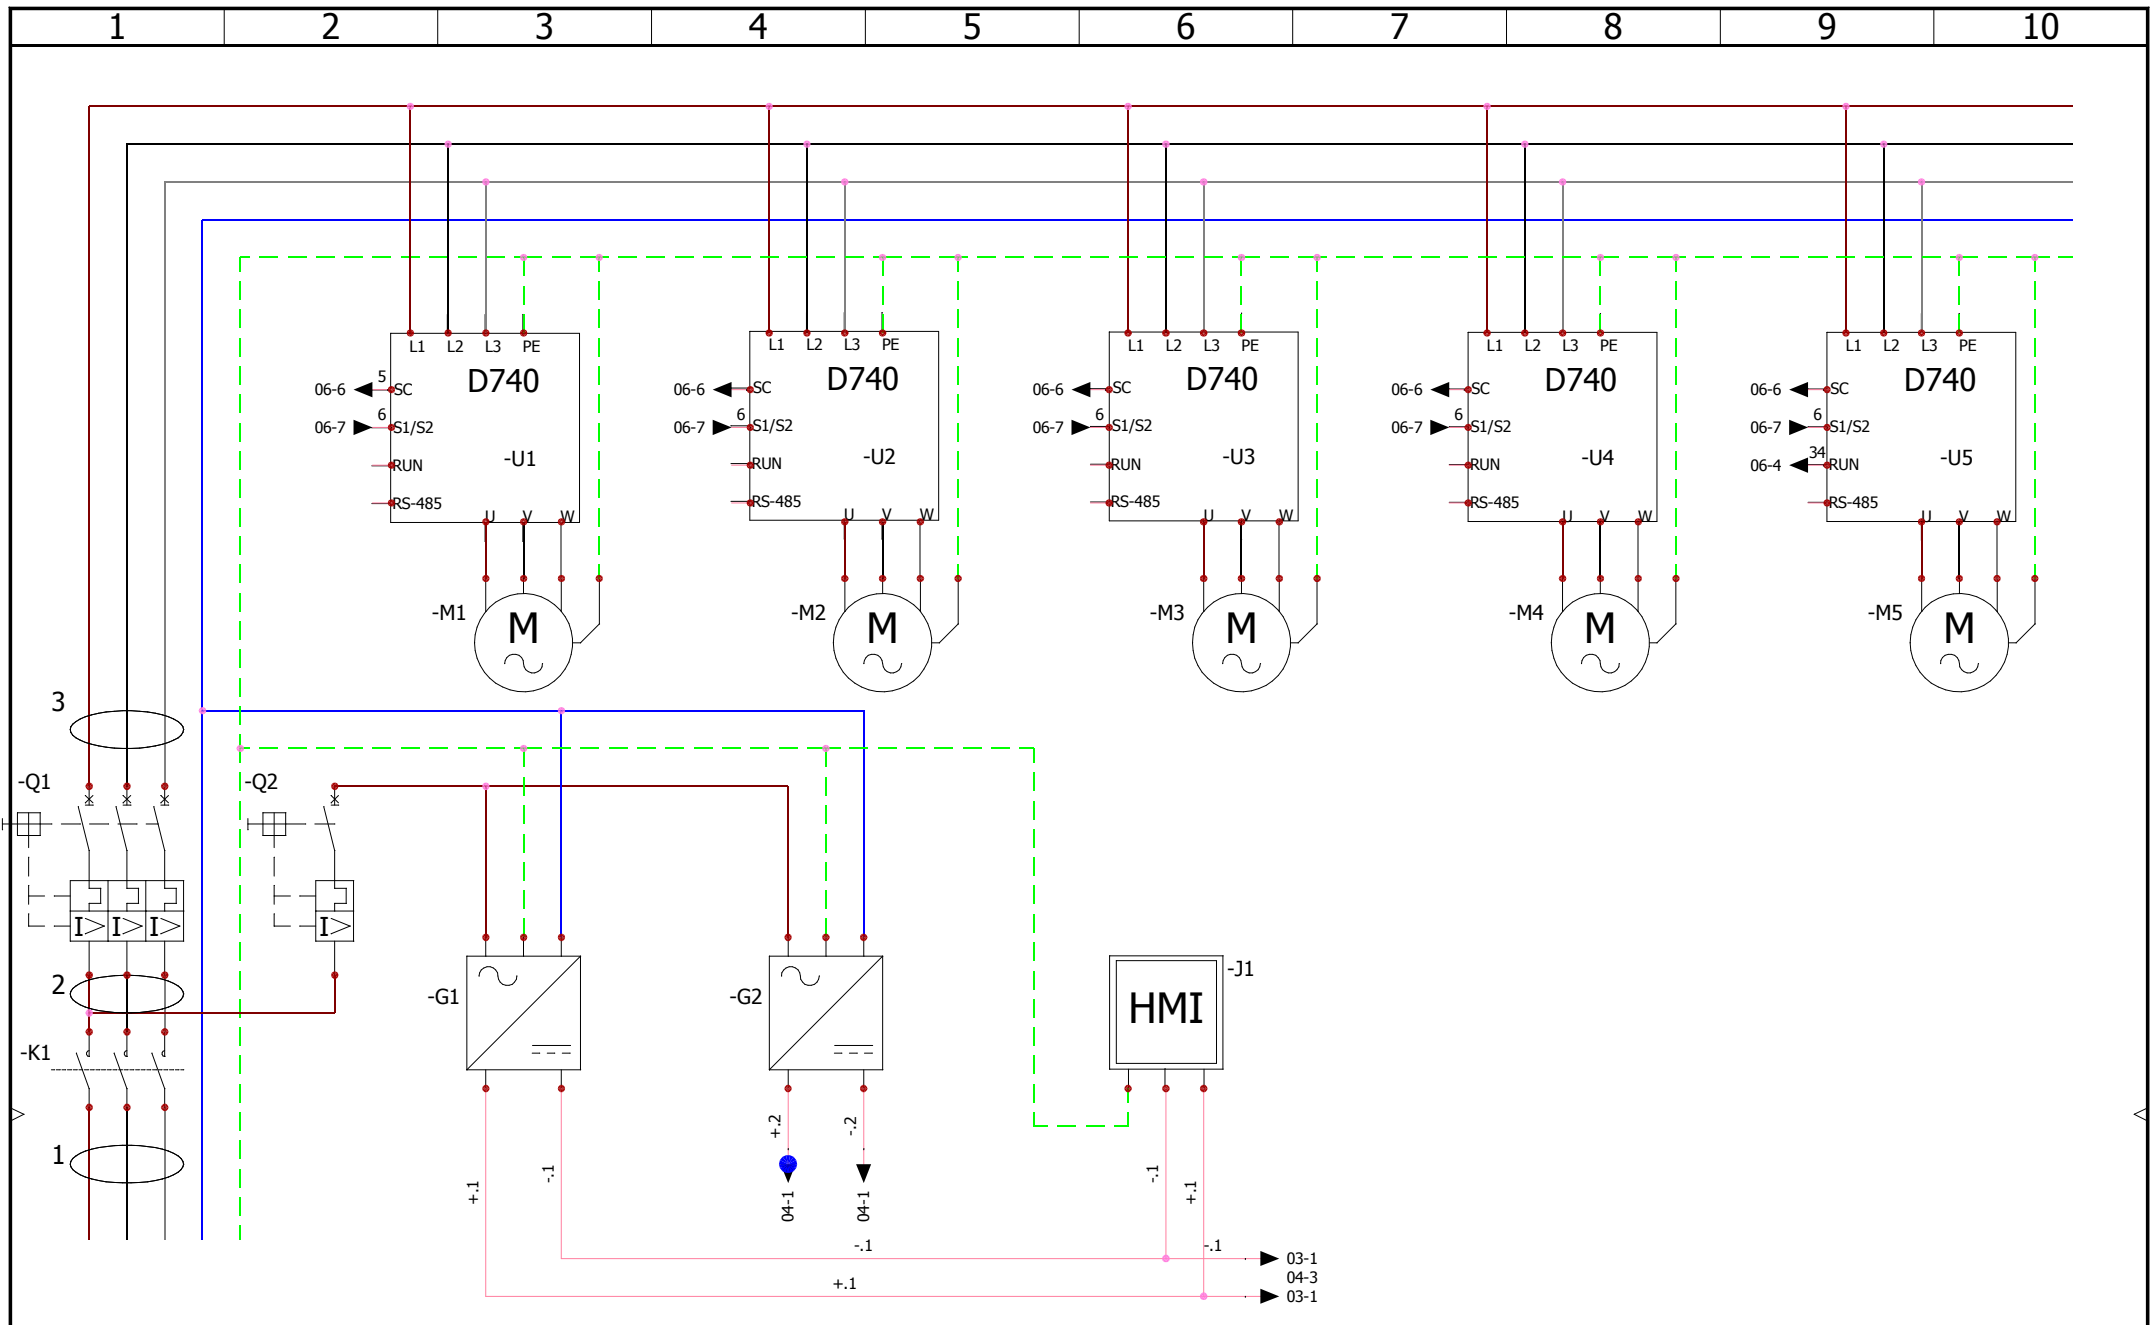 1 2 3 4 5 6 7 8 9 10
L1 L2 L3 PE
D740
06-6 5 SC
06-7 6 S1/S2
RUN -U1
RS-485
U V W
-M1 M
L1 L2 L3 PE
D740
06-6 SC
06-7 6 S1/S2
RUN -U2
RS-485
U V W
-M2 M
L1 L2 L3 PE
D740
06-6 SC
06-7 6 S1/S2
RUN -U3
RS-485
U V W
-M3 M
L1 L2 L3 PE
D740
06-6 SC
06-7 6 S1/S2
RUN -U4
RS-485
U V W
-M4 M
L1 L2 L3 PE
D740
06-6 SC
06-7 6 S1/S2
06-4 34 RUN -U5
RS-485
U V W
-M5 M
3
-Q1
I> I> I>
2
-K1
1
-Q2
I>
-G1
-G2
-J1
HMI
+.2 -.2
04-1 04-1
+.1 -.1
-.1 +.1
-.1 -.1 03-1
04-3
+.1 03-1